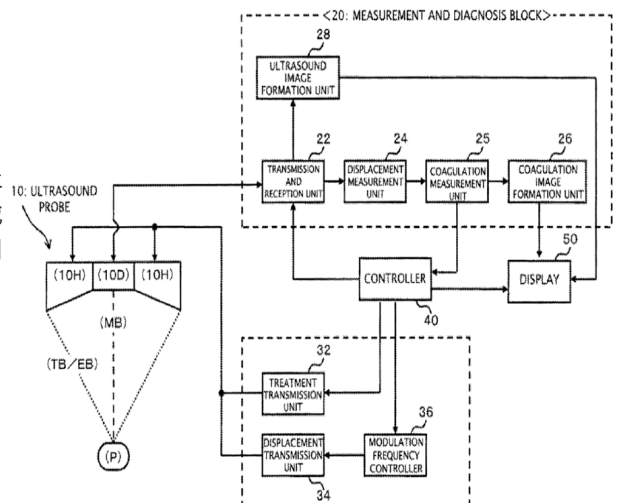 <20: MEASUREMENT AND DIAGNOSIS BLOCK>
28
ULTRASOUND
IMAGE
FORMATION UNIT
22
TRANSMISSION
AND
RECEPTION UNIT
24
DISPLACEMENT
MEASUREMENT
UNIT
25
COAGULATION
MEASUREMENT
UNIT
26
COAGULATION
IMAGE
FORMATION UNIT
10: ULTRASOUND
PROBE
(10H)
(10D)
(10H)
(MB)
(TB/EB)
(P)
CONTROLLER
40
50
DISPLAY
32
TREATMENT
TRANSMISSION
UNIT
36
MODULATION
FREQUENCY
CONTROLLER
DISPLACEMENT
TRANSMISSION
UNIT
34